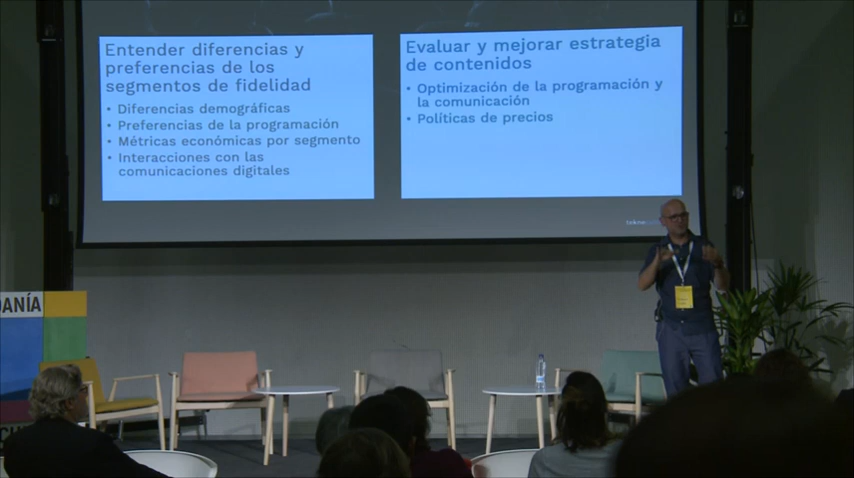 Entender diferencias y
preferencias de los
segmentos de fidelidad
• Diferencias demográficas
• Preferencias de la programación
• Métricas económicas por segmento
• Interacciones con las
comunicaciones digitales
Evaluar y mejorar estrategia
de contenidos
• Optimización de la programación y
la comunicación
• Políticas de precios
DANÍA